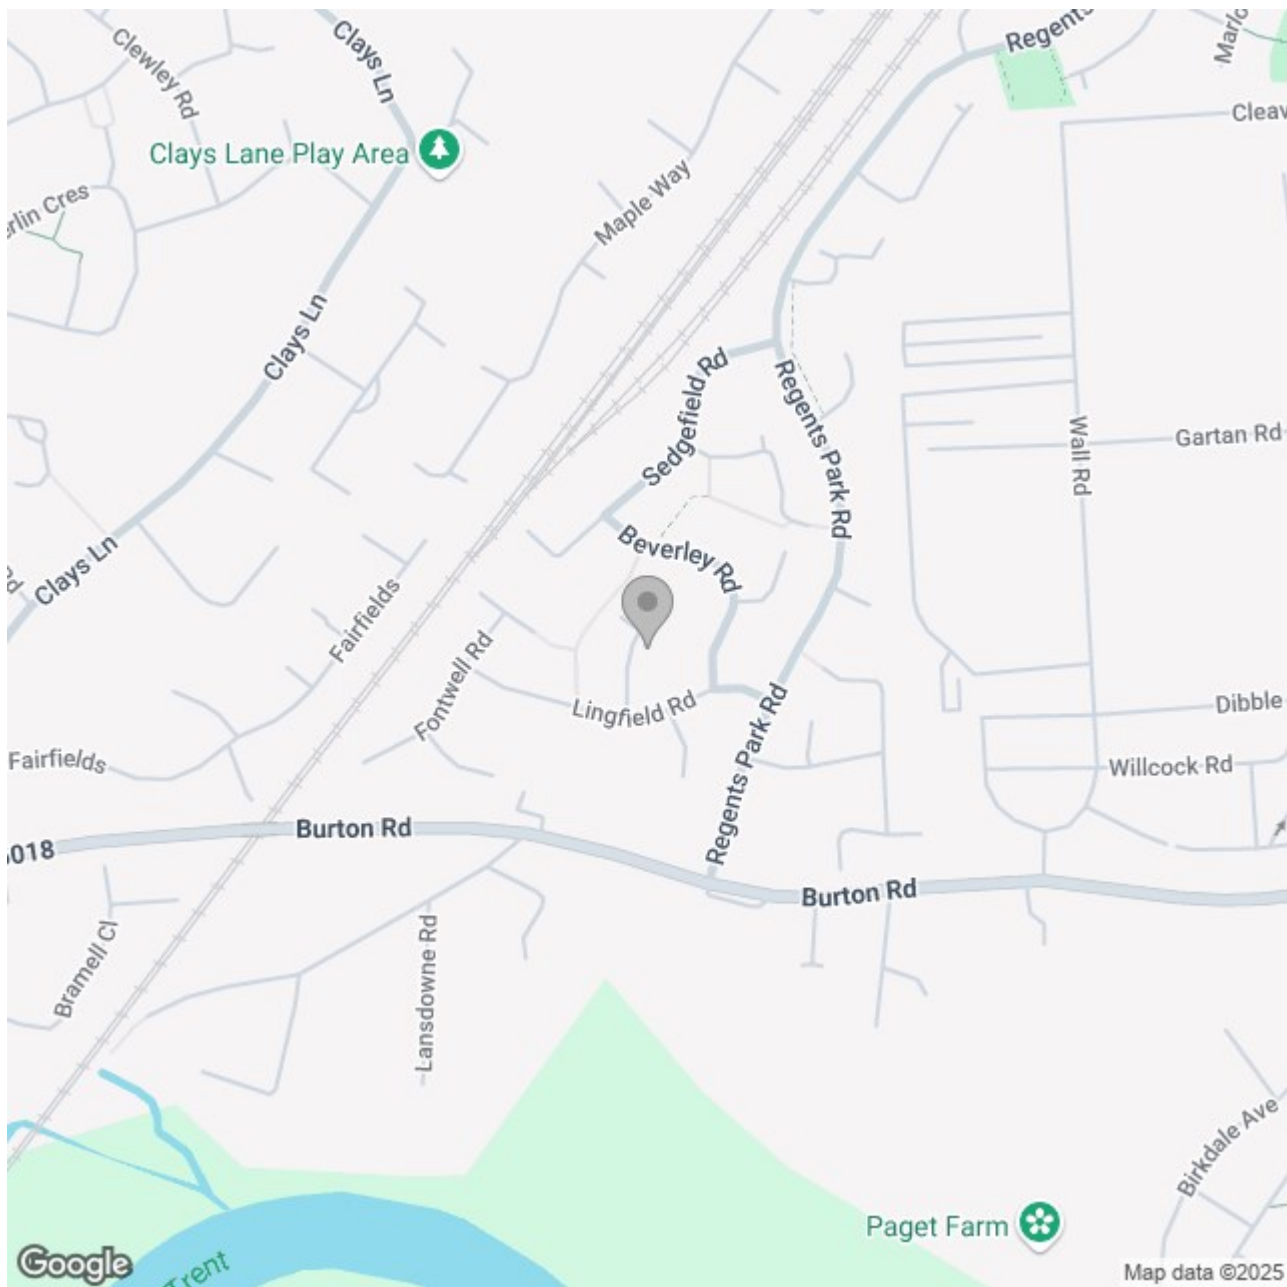 Clays Ln
Clewley Rd
Regents
Marlo
Cleav
Clays Lane Play Area
Maple Way
erlin Cres
Clays Ln
Sedgefield Rd
Regents Park Rd
Wall Rd
Gartan Rd
Beverley Rd
Clays Ln
Fairfields
Fontwell Rd
Lingfield Rd
Regents Park Rd
Dibble
Fairfields
Willcock Rd
Burton Rd
5018
Burton Rd
Bramell Cl
Lansdowne Rd
Birkdale Ave
Paget Farm
Trent
Google
Map data ©2025